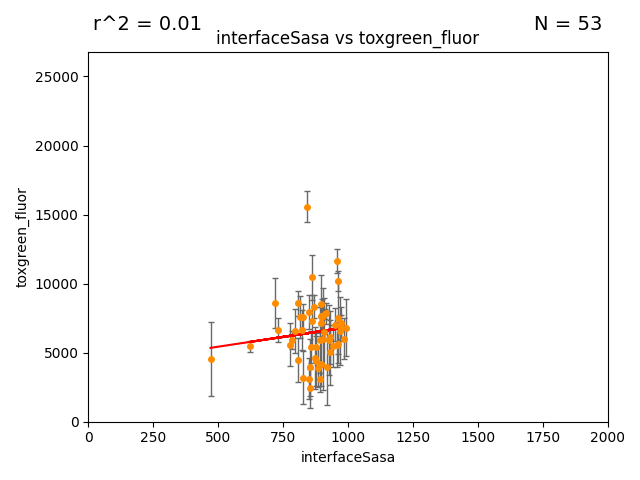 r^2 = 0.01
N = 53
interfaceSasa vs toxgreen_fluor
toxgreen_fluor
25000
20000
15000
10000
5000
0
0 250 500 750 1000 1250 1500 1750 2000
interfaceSasa